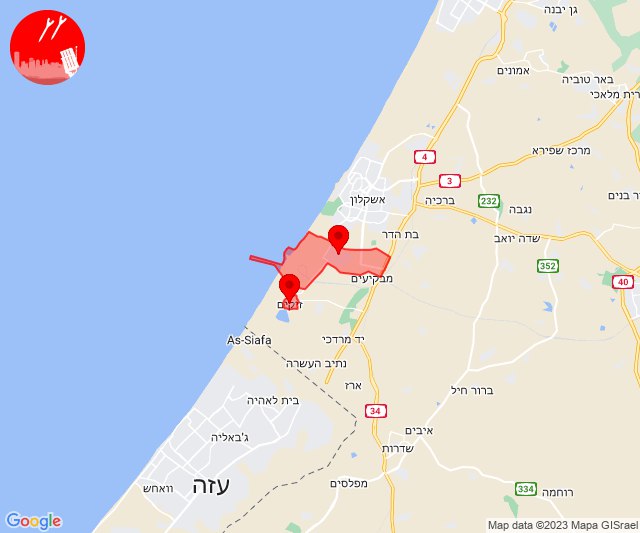 גן יבנה
אמונים
באר טוביה
רית מלאכי
מרכז שפירא
4
3
אשקלון
ברכיה
232
נגבה
ר בנים
בת הדר
שדה יואב
352
40
מבקיעים
As-Siafa
יד מרדכי
נתיב העשרה
ארז
ברור חיל
בית לאהיה
34
ג'באליה
איבים
שדרות
עזה
וואחש
מפלסים
334
רוחמה
Google
Map data ©2023 Mapa GISrael